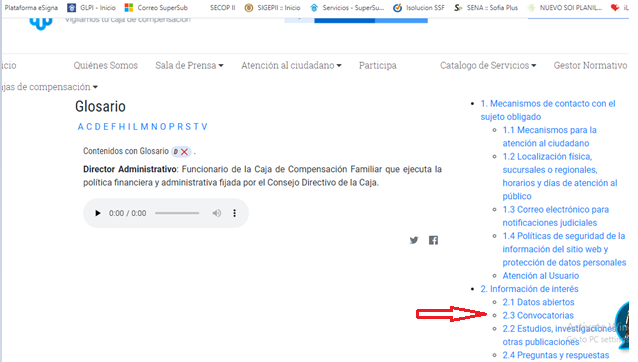 Plataforma eSigna GLPI - Inicio Correo SuperSub SECOP II SIGEPII :: Inicio Servicios - SuperSu... Isolucion SSF SENA :: Sofia Plus NUEVO SOI PLANIL...
Vigilamos tu caja de compensación
icio Quiénes Somos Sala de Prensa Atención al ciudadano Participa Catalogo de Servicios Gestor Normativo
ajas de compensación
Glosario
A C D E F H I L M N O P R S T V
Contenidos con Glosario D .
Director Administrativo: Funcionario de la Caja de Compensación Familiar que ejecuta la
política financiera y administrativa fijada por el Consejo Directivo de la Caja.
0:00 / 0:00
1. Mecanismos de contacto con el
sujeto obligado
1.1 Mecanismos para la
atención al ciudadano
1.2 Localización física,
sucursales o regionales,
horarios y días de atención al
público
1.3 Correo electrónico para
notificaciones judiciales
1.4 Políticas de seguridad de la
información del sitio web y
protección de datos personales
Atención al Usuario
2. Información de interés
2.1 Datos abiertos
2.3 Convocatorias
2.2 Estudios, investigaciones
otras publicaciones
2.4 Preguntas y respuestas